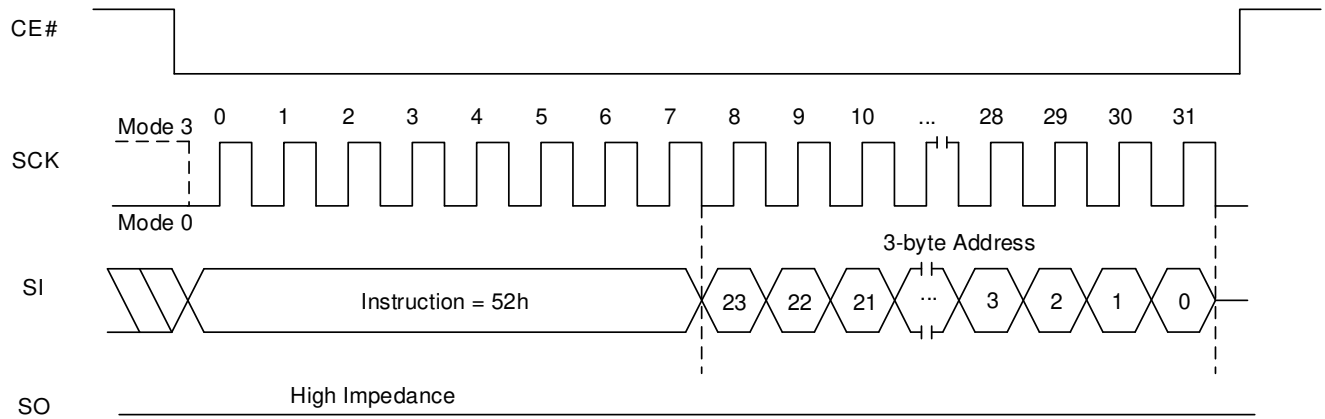 CE#
0 1 2 3 4 5 6 7 8 9 10 ... 28 29 30 31
Mode 3
SCK
Mode 0
3-byte Address
SI
Instruction = 52h 23 22 21 ... 3 2 1 0
High Impedance
SO